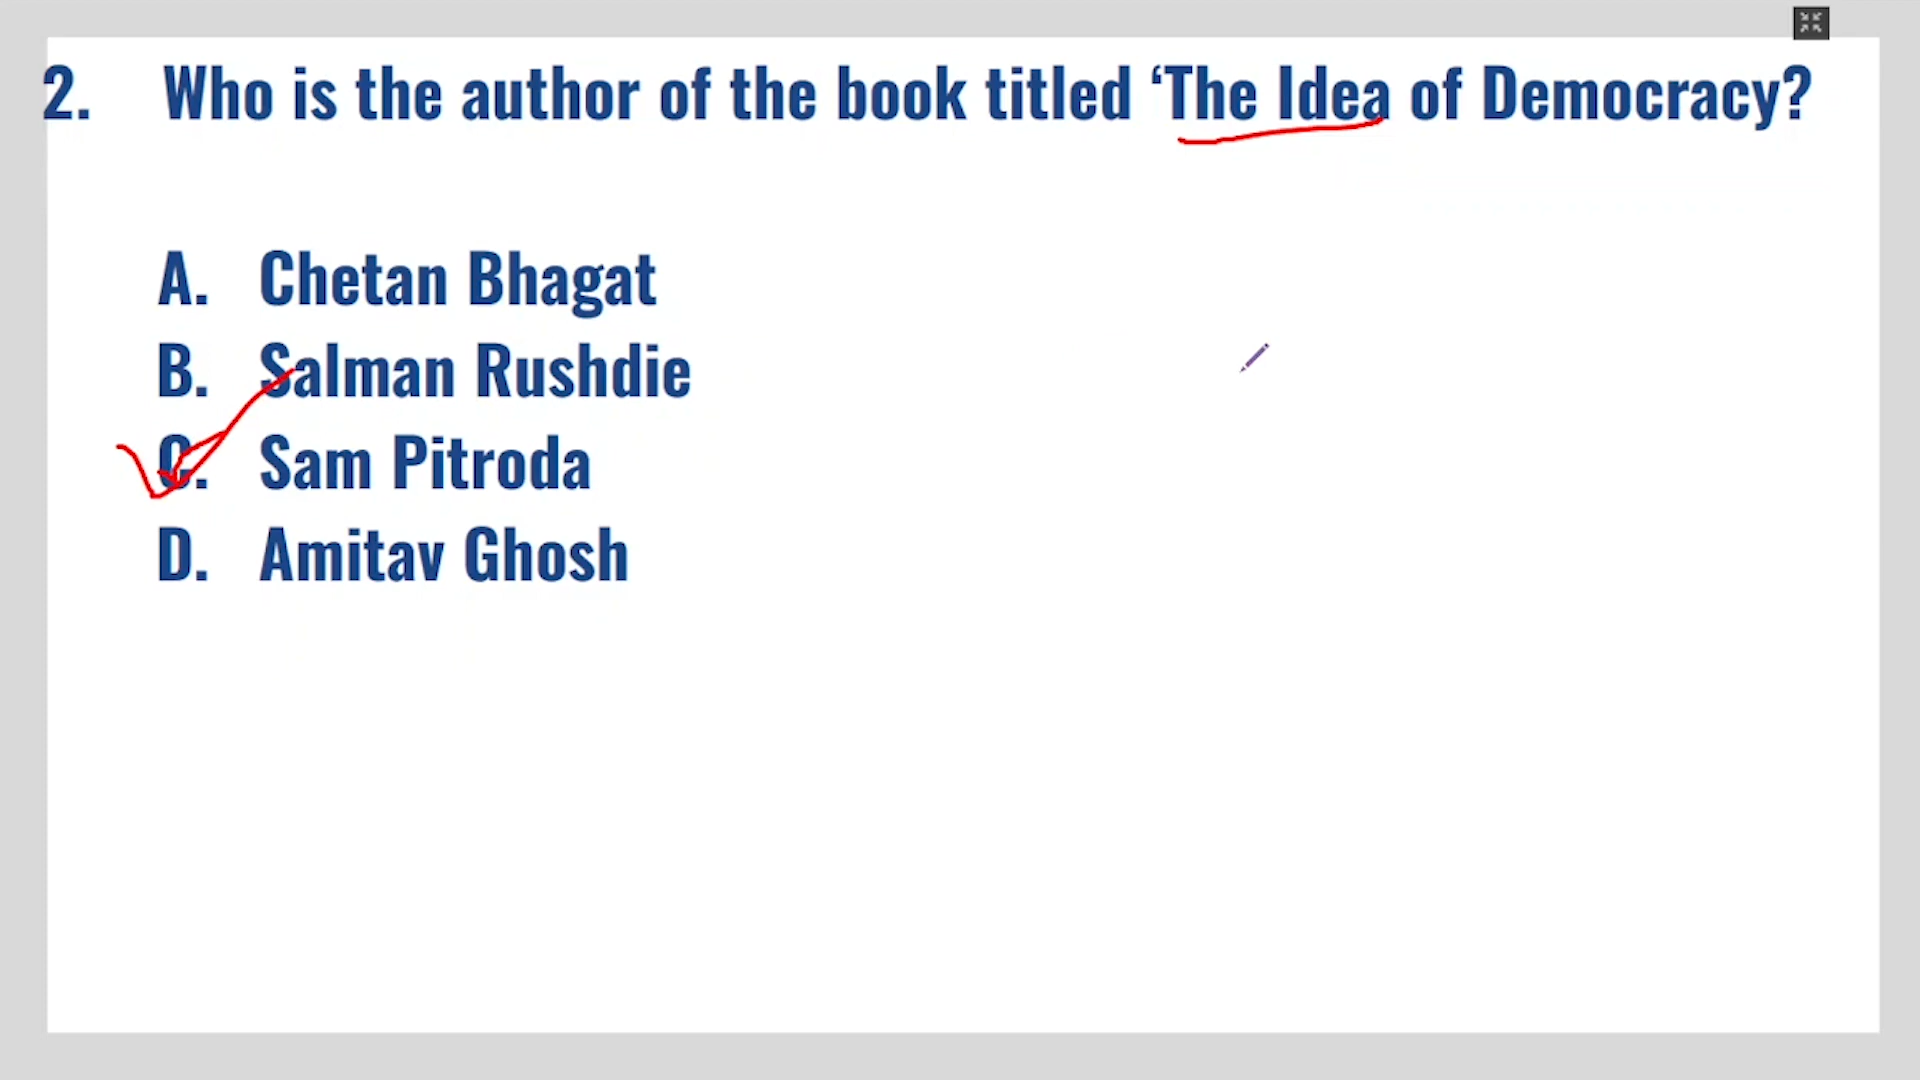 2. Who is the author of the book titled ‘The Idea of Democracy?
A. Chetan Bhagat
B. Salman Rushdie
C. Sam Pitroda
D. Amitav Ghosh